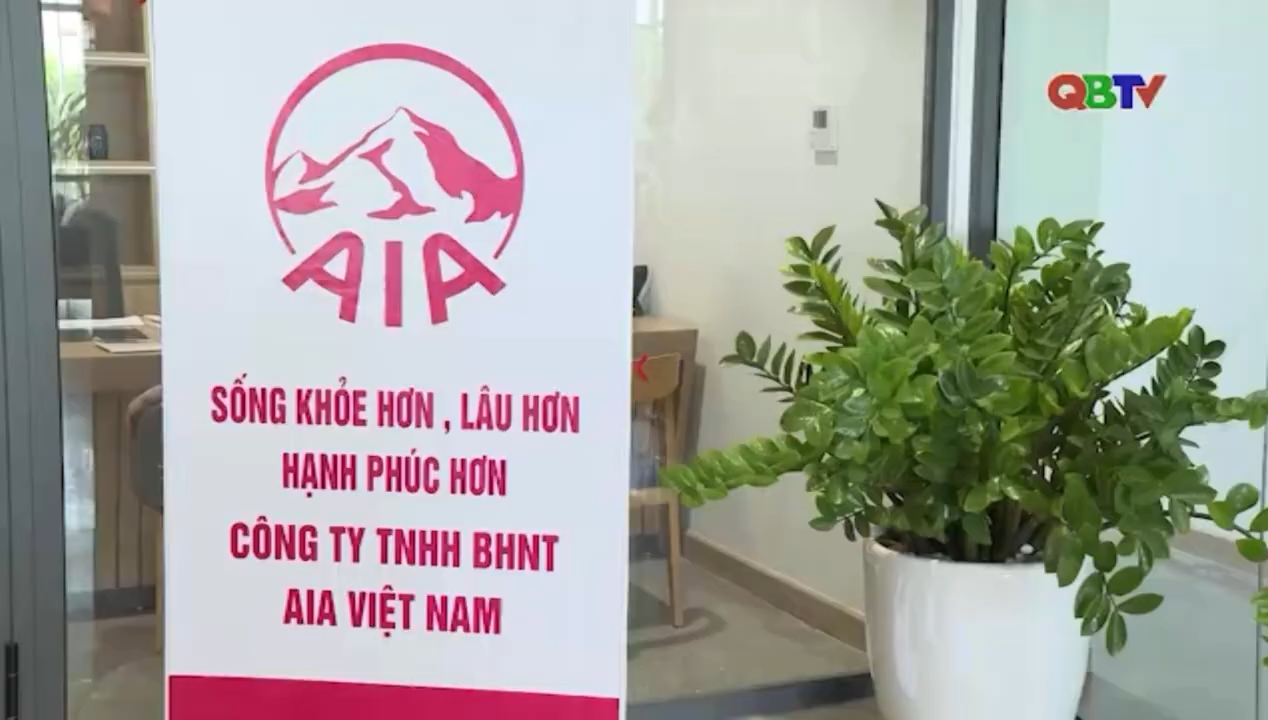 QBTV
AIA
SỐNG KHỎE HƠN , LÂU HƠN
HẠNH PHÚC HƠN
CÔNG TY TNHH BHNT
AIA VIỆT NAM